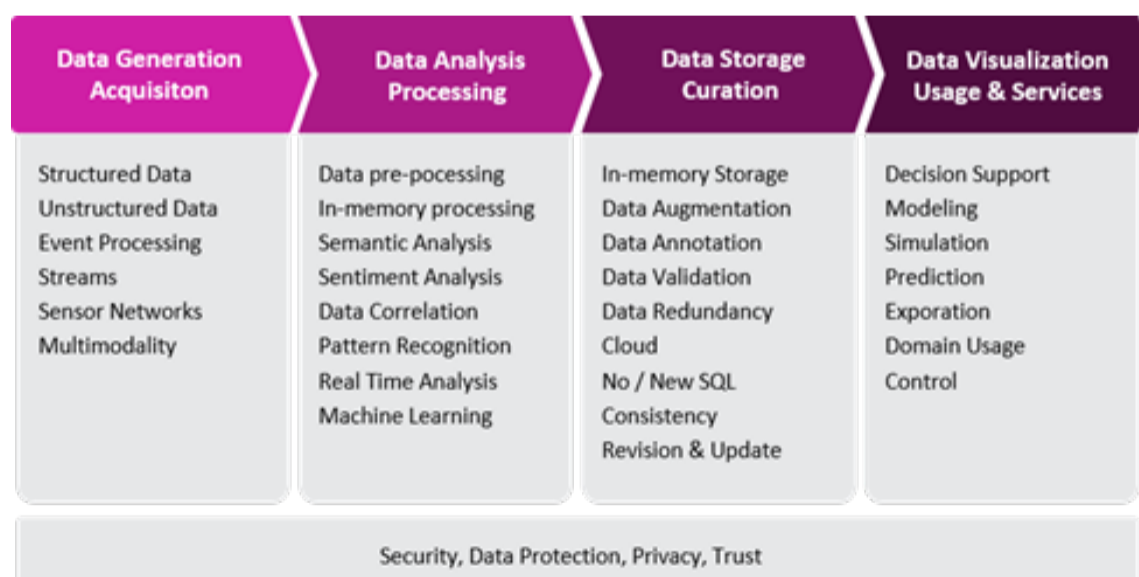 Data Generation
Acquisiton
Structured Data
Unstructured Data
Event Processing
Streams
Sensor Networks
Multimodality
Data Analysis
Processing
Data pre-pocessing
In-memory processing
Semantic Analysis
Sentiment Analysis
Data Correlation
Pattern Recognition
Real Time Analysis
Machine Learning
Data Storage
Curation
In-memory Storage
Data Augmentation
Data Annotation
Data Validation
Data Redundancy
Cloud
No / New SQL
Consistency
Revision & Update
Data Visualization
Usage & Services
Decision Support
Modeling
Simulation
Prediction
Exporation
Domain Usage
Control
Security, Data Protection, Privacy, Trust